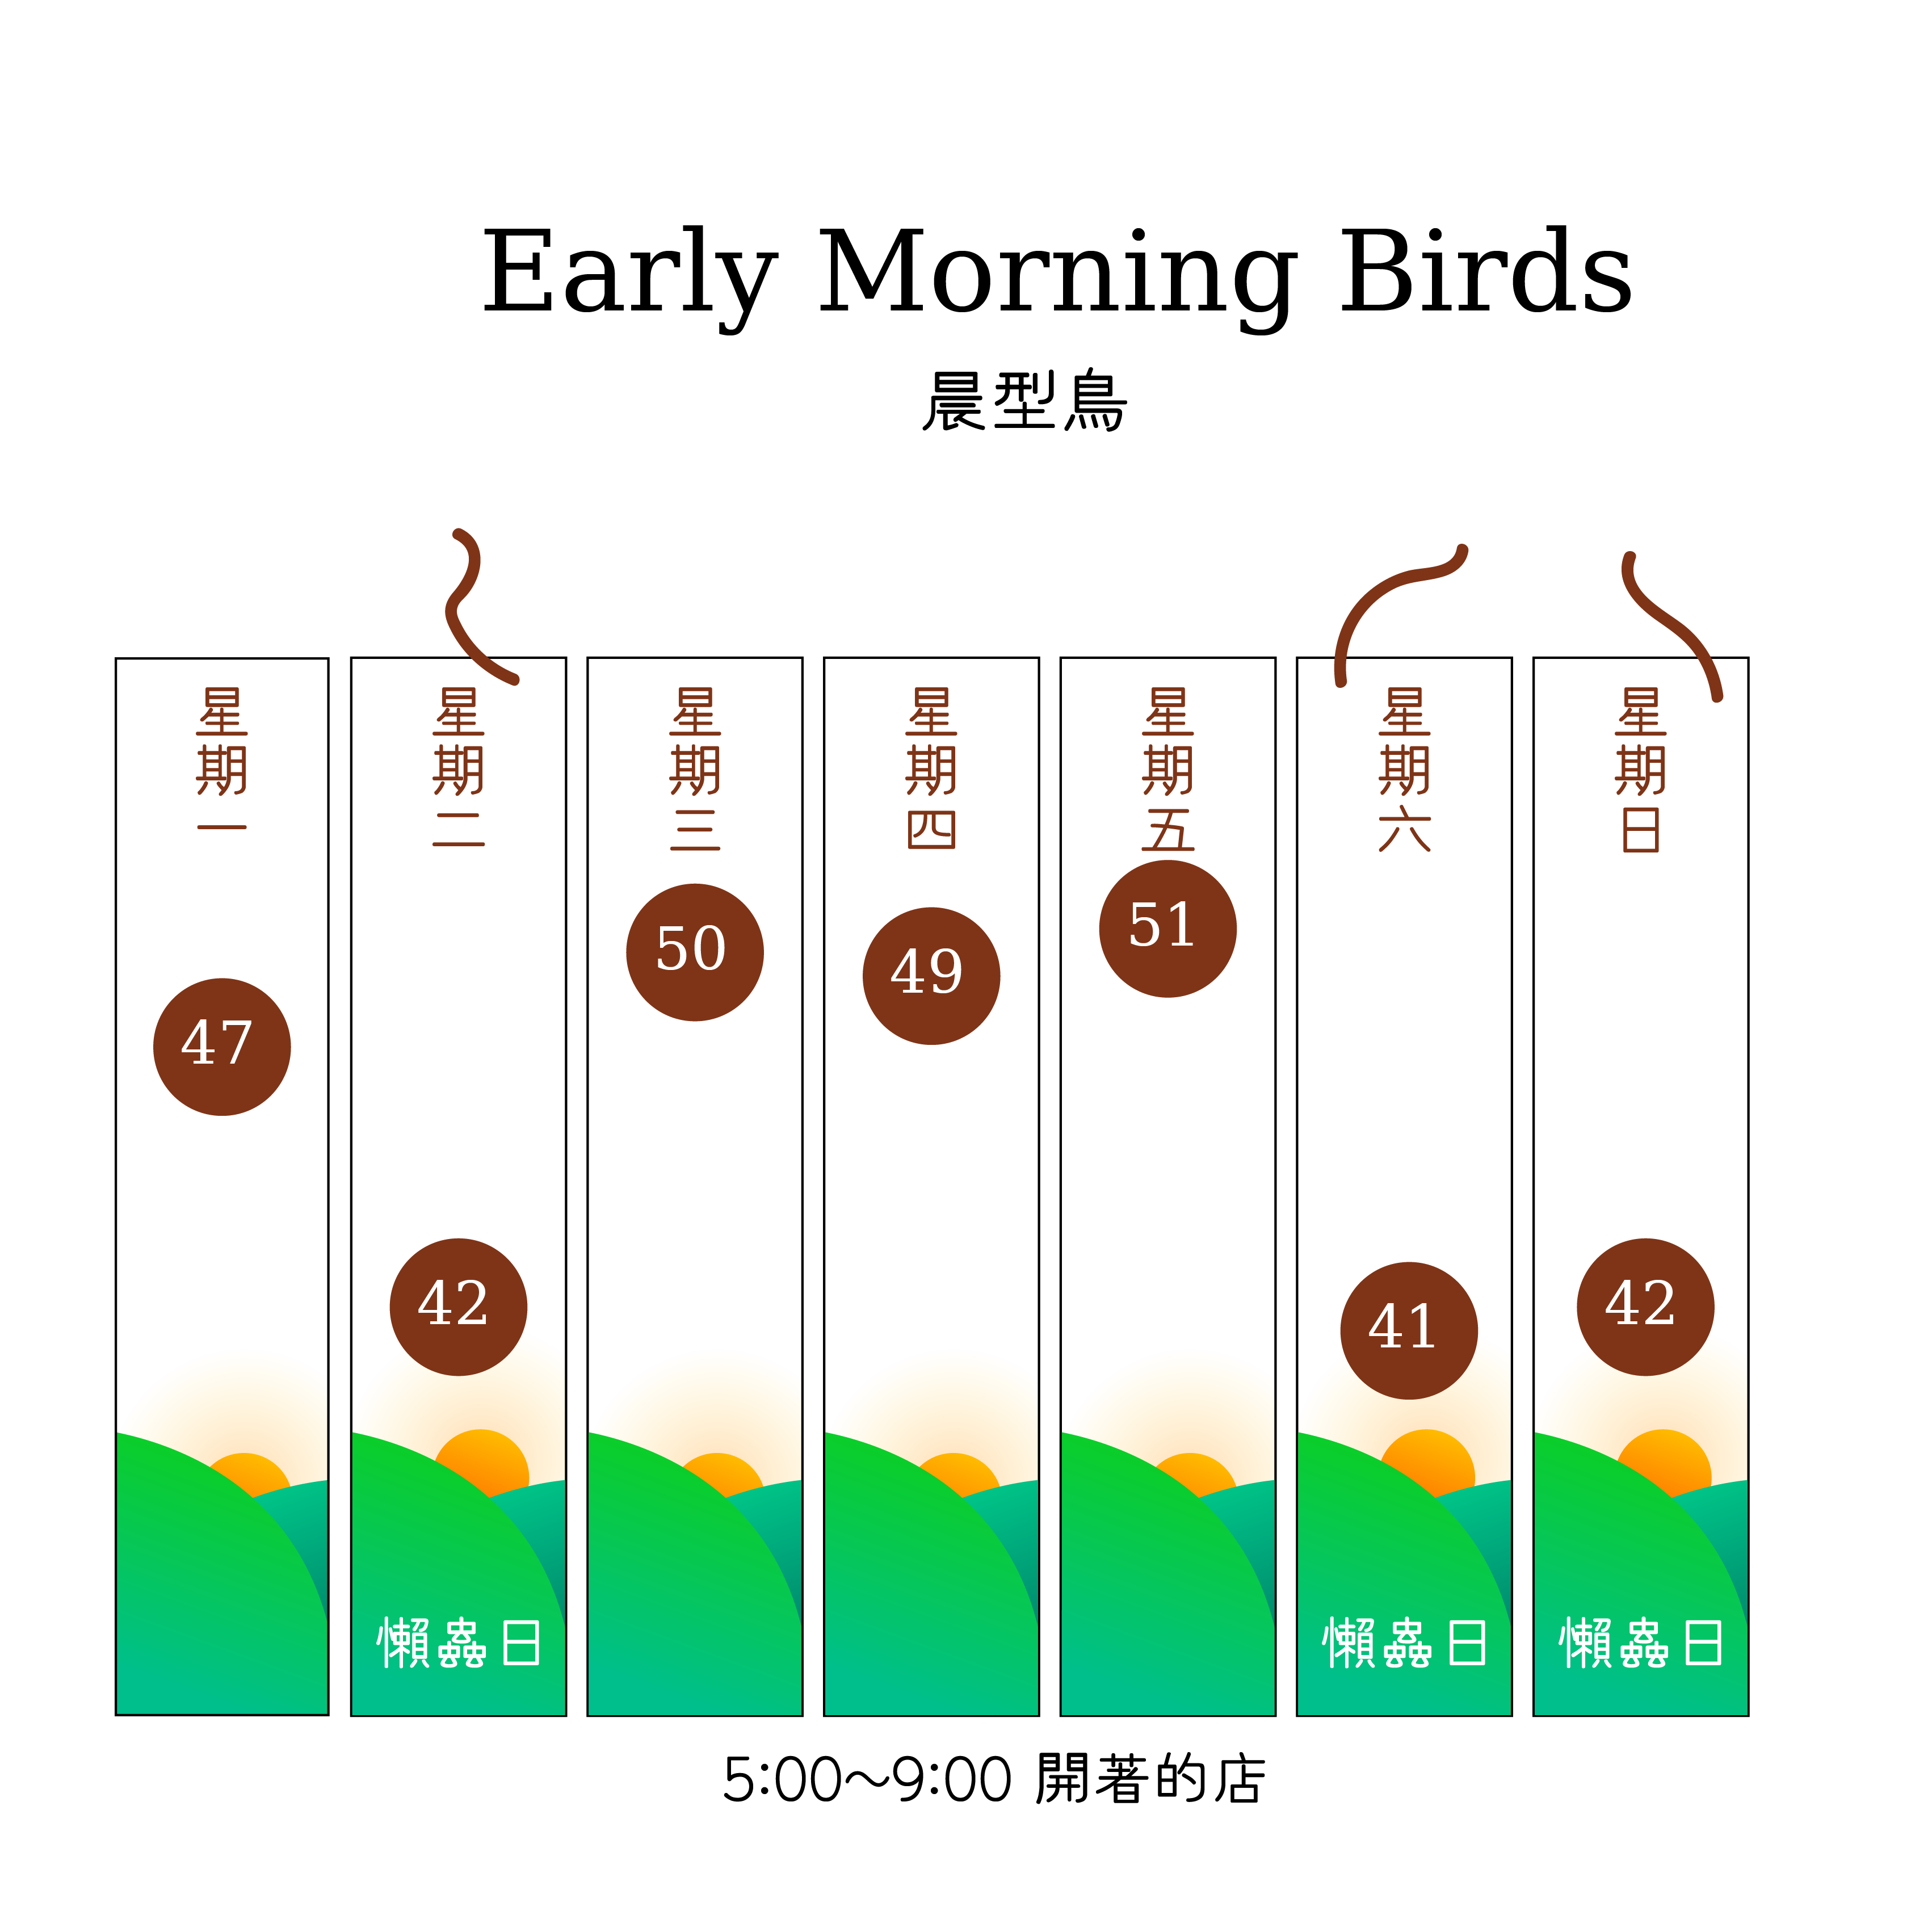 Early Morning Birds
晨型鳥
星期一
星期二
星期三
星期四
星期五
星期六
星期日
47
42
50
49
51
41
42
懶蟲日
懶蟲日
懶蟲日
5:00～9:00 開著的店